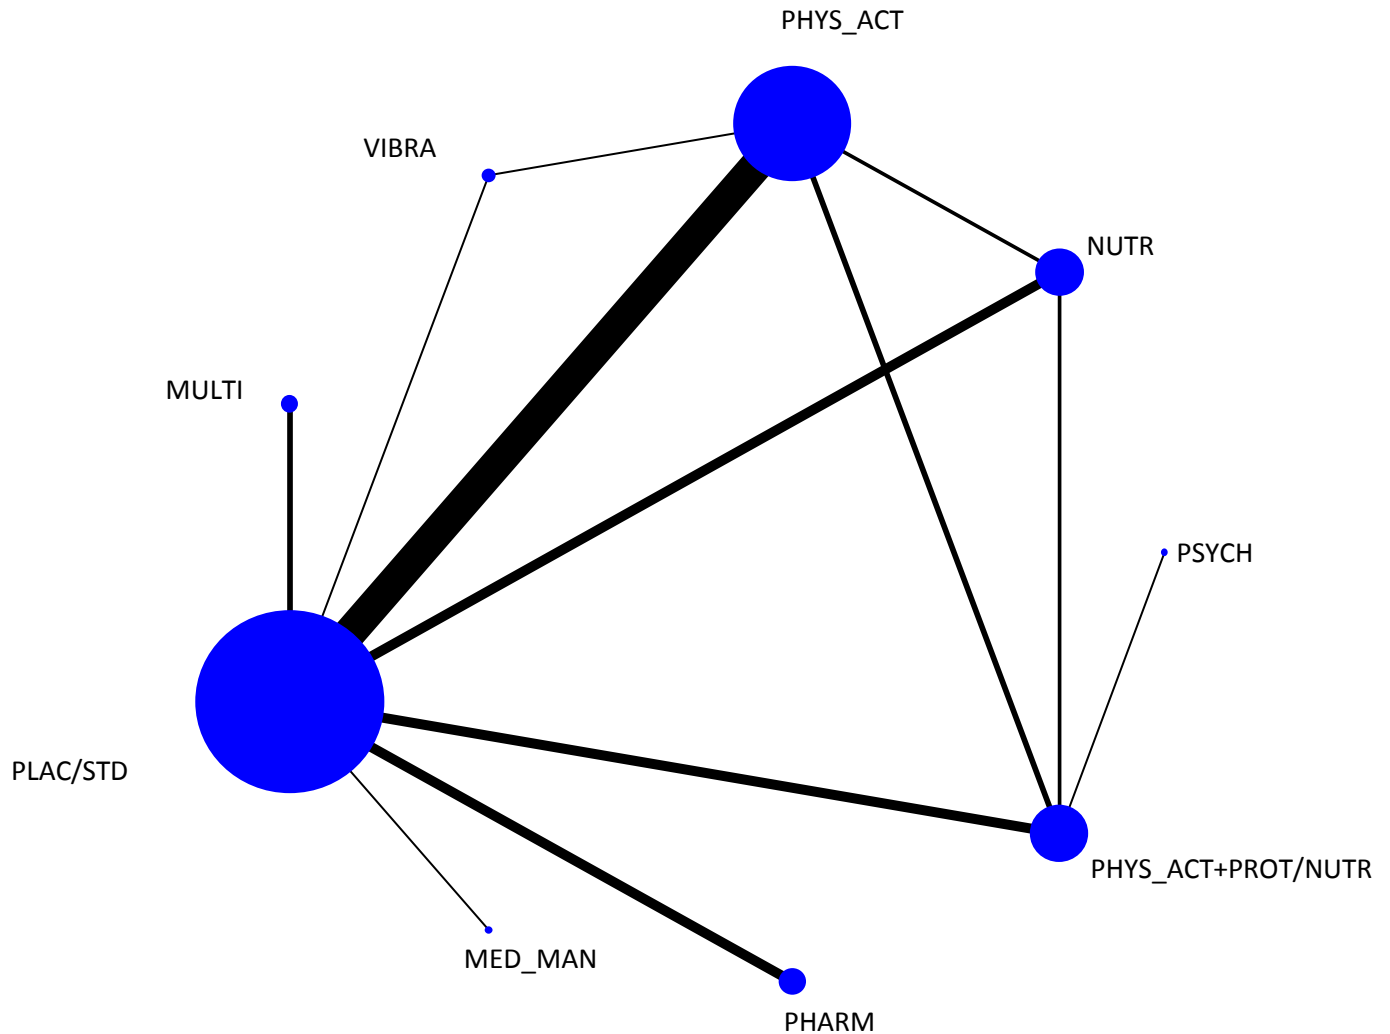 PHYS_ACT
VIBRA
NUTR
MULTI
PSYCH
PLAC/STD
PHYS_ACT+PROT/NUTR
MED_MAN
PHARM